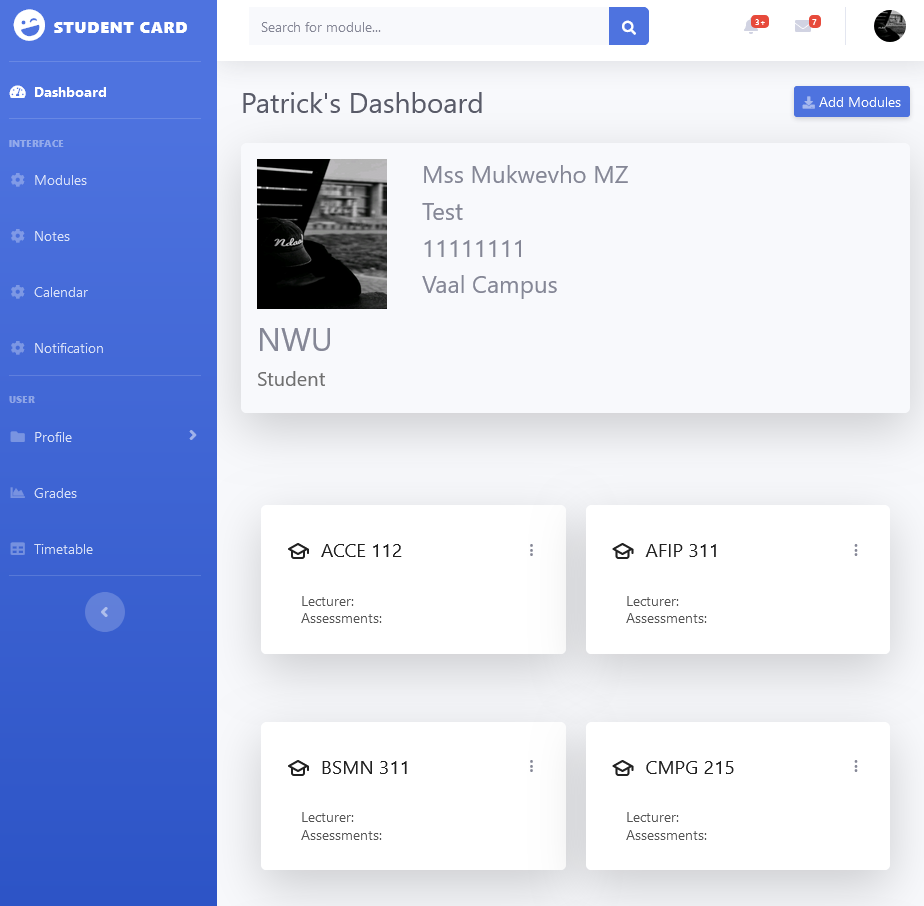 STUDENT CARD
Dashboard
INTERFACE
Modules
Notes
Calendar
Notification
USER
Profile
Grades
Timetable
Search for module...
3+
7
Patrick's Dashboard
Add Modules
Mss Mukwevho MZ
Test
11111111
Vaal Campus
NWU
Student
ACCE 112
Lecturer:
Assessments:
AFIP 311
Lecturer:
Assessments:
BSMN 311
Lecturer:
Assessments:
CMPG 215
Lecturer:
Assessments: